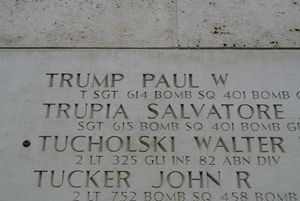 TRUMP PAUL W
T SGT 614 BOMB SQ 401 BOMB
TRUPIA SALVATORE
SGT 615 BOMB SQ 401 BOMB
TUCHOLSKI WALTER
2 LT 325 GLI INF 82 ABN DIV
TUCKER JOHN R
2 LT 752 BOMB SQ 458 BOMB